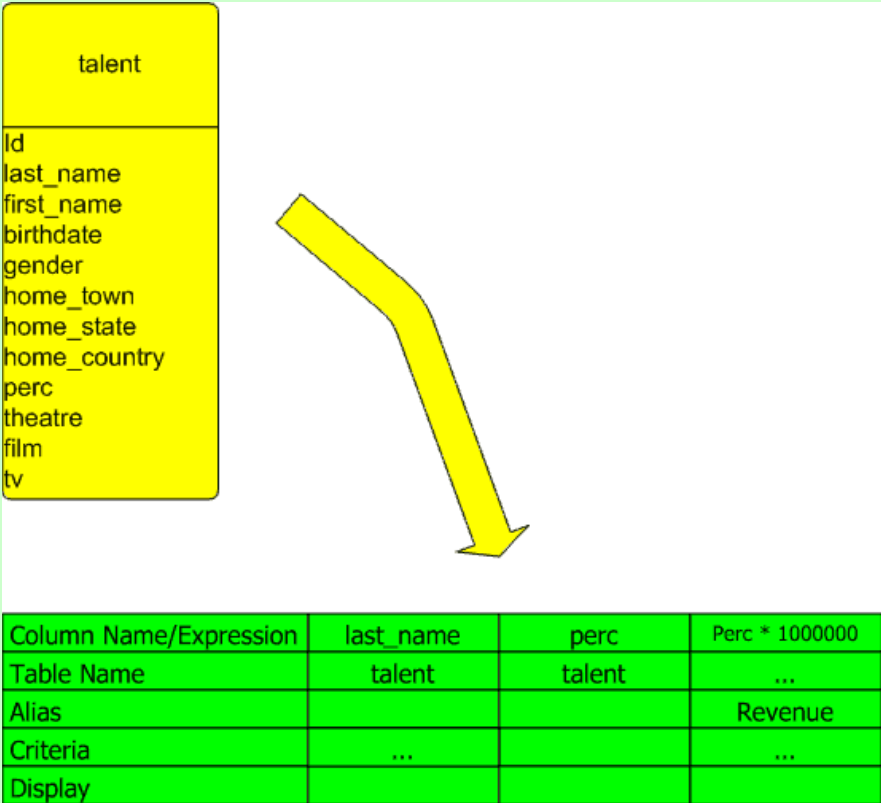 talent
Id
last_name
first_name
birthdate
gender
home_town
home_state
home_country
perc
theatre
film
tv
Column Name/Expression last_name perc Perc * 1000000
Table Name talent talent ...
Alias Revenue
Criteria ... ...
Display